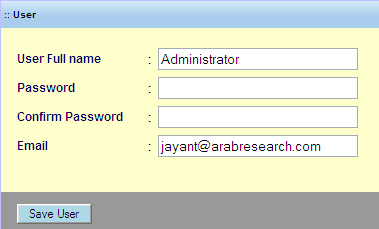 :: User
User Full name : Administrator
Password :
Confirm Password :
Email : jayant@arabresearch.com
Save User